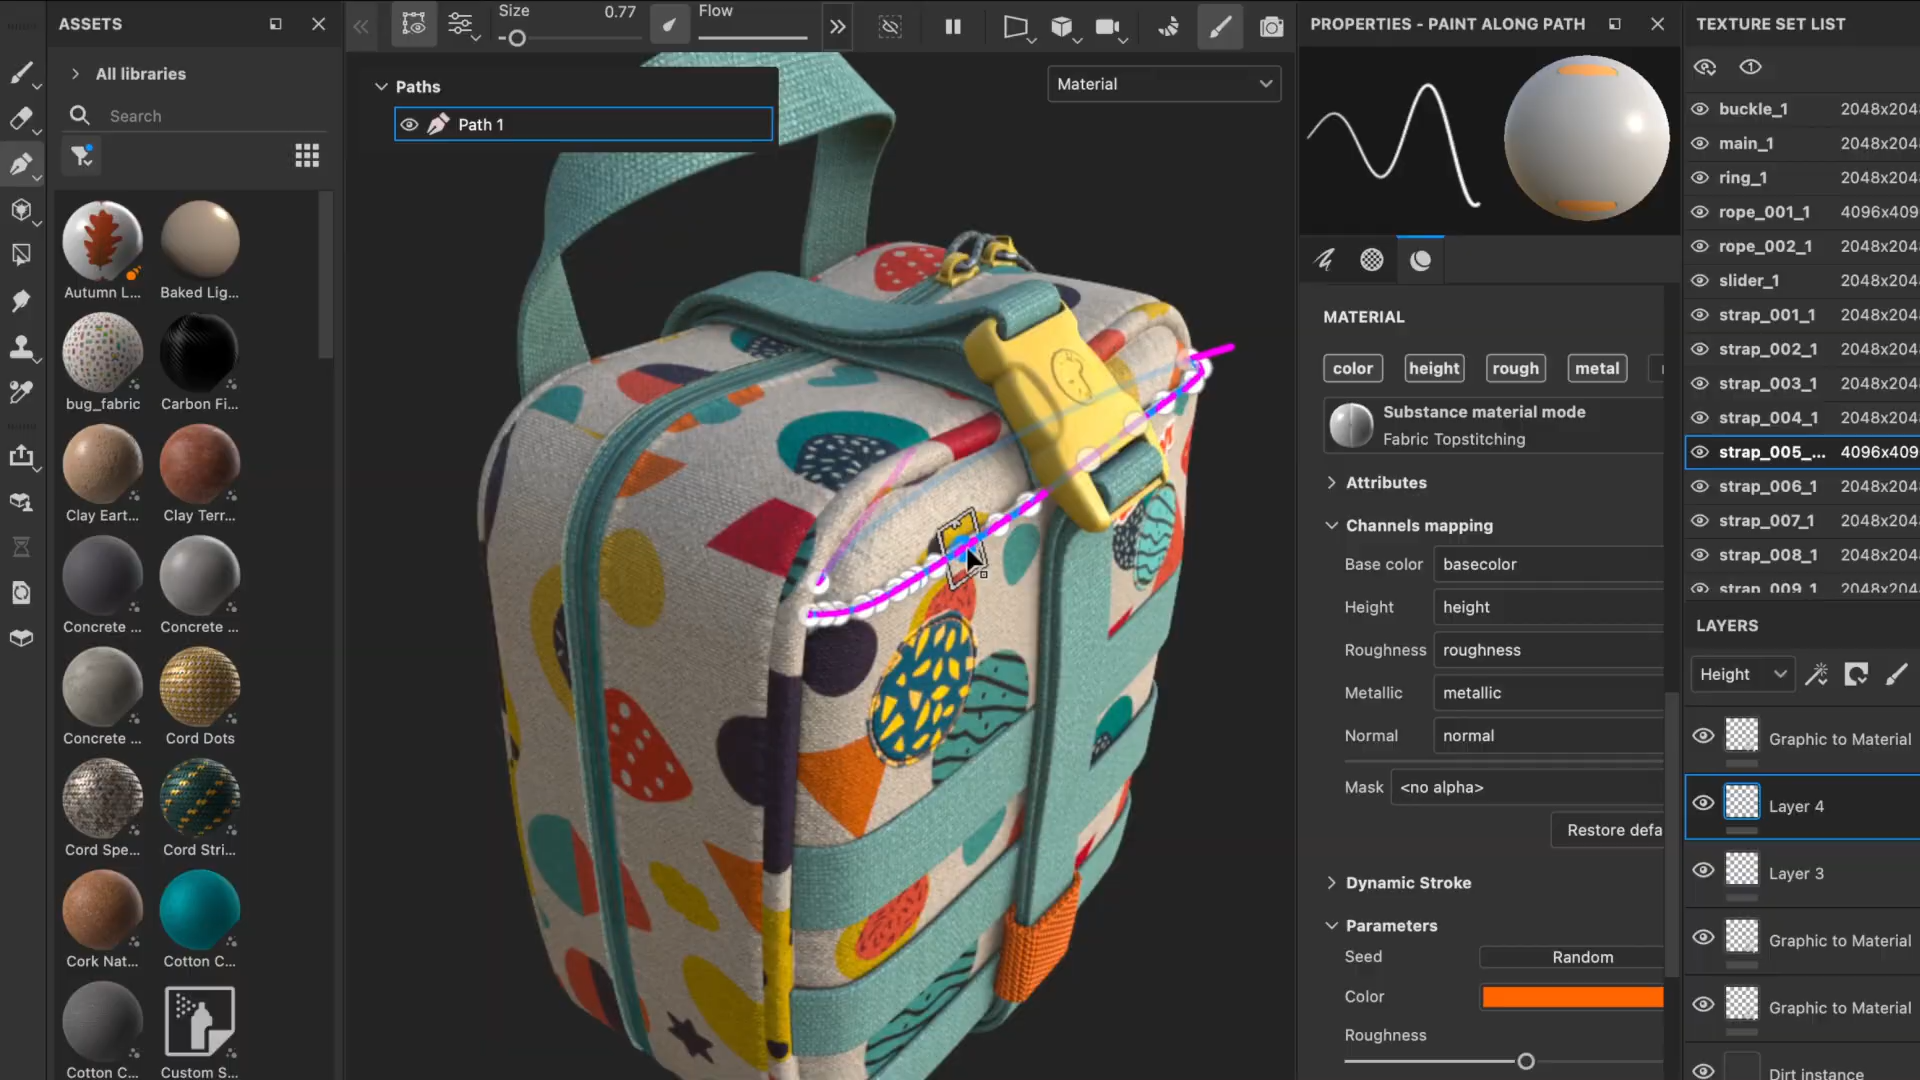 ASSETS
All libraries
Search
Autumn L...
Baked Lig...
bug_fabric
Carbon Fi...
Clay Eart...
Clay Terr...
Concrete ...
Concrete ...
Concrete ...
Cord Dots
Cord Spe...
Cord Stri...
Cork Nat...
Cotton C...
Cotton C...
Custom S...
Size
0.77
Flow
Paths
Path 1
Material
PROPERTIES - PAINT ALONG PATH
MATERIAL
color
height
rough
metal
Substance material mode
Fabric Topstitching
Attributes
Channels mapping
Base color
basecolor
Height
height
Roughness
roughness
Metallic
metallic
Normal
normal
Mask
<no alpha>
Restore defa
Dynamic Stroke
Parameters
Seed
Random
Color
Roughness
TEXTURE SET LIST
buckle_1 2048x204
main_1 2048x204
ring_1 2048x204
rope_001_1 4096x409
rope_002_1 2048x204
slider_1 2048x204
strap_001_1 2048x204
strap_002_1 2048x204
strap_003_1 2048x204
strap_004_1 2048x204
strap_005_... 4096x409
strap_006_1 2048x204
strap_007_1 2048x204
strap_008_1 2048x204
strap_009_1 2048x204
LAYERS
Height
Graphic to Material
Layer 4
Layer 3
Graphic to Material
Graphic to Material
Dirt instance